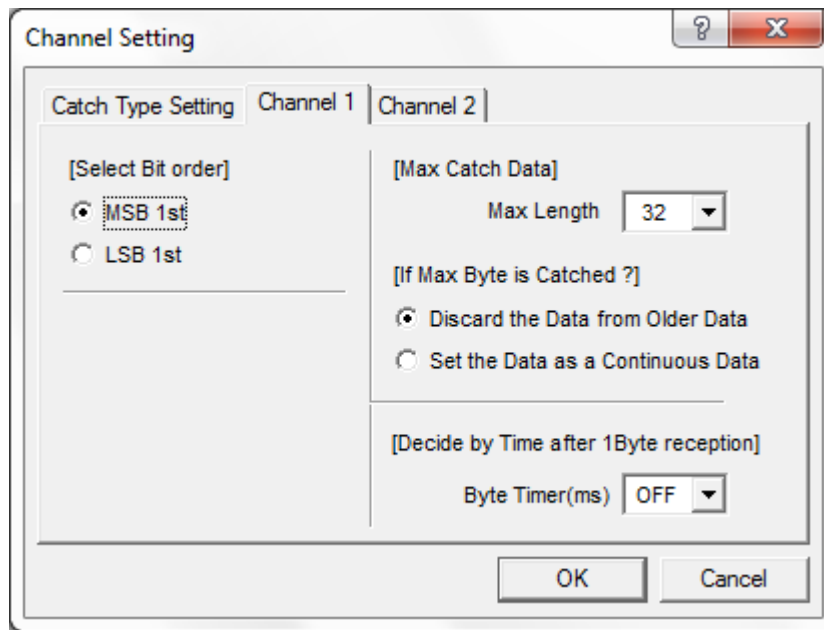 Channel Setting
Catch Type Setting
Channel 1
Channel 2
[Select Bit order]
MSB 1st
LSB 1st
[Max Catch Data]
Max Length 32
[If Max Byte is Catched ?]
Discard the Data from Older Data
Set the Data as a Continuous Data
[Decide by Time after 1Byte reception]
Byte Timer(ms) OFF
OK
Cancel